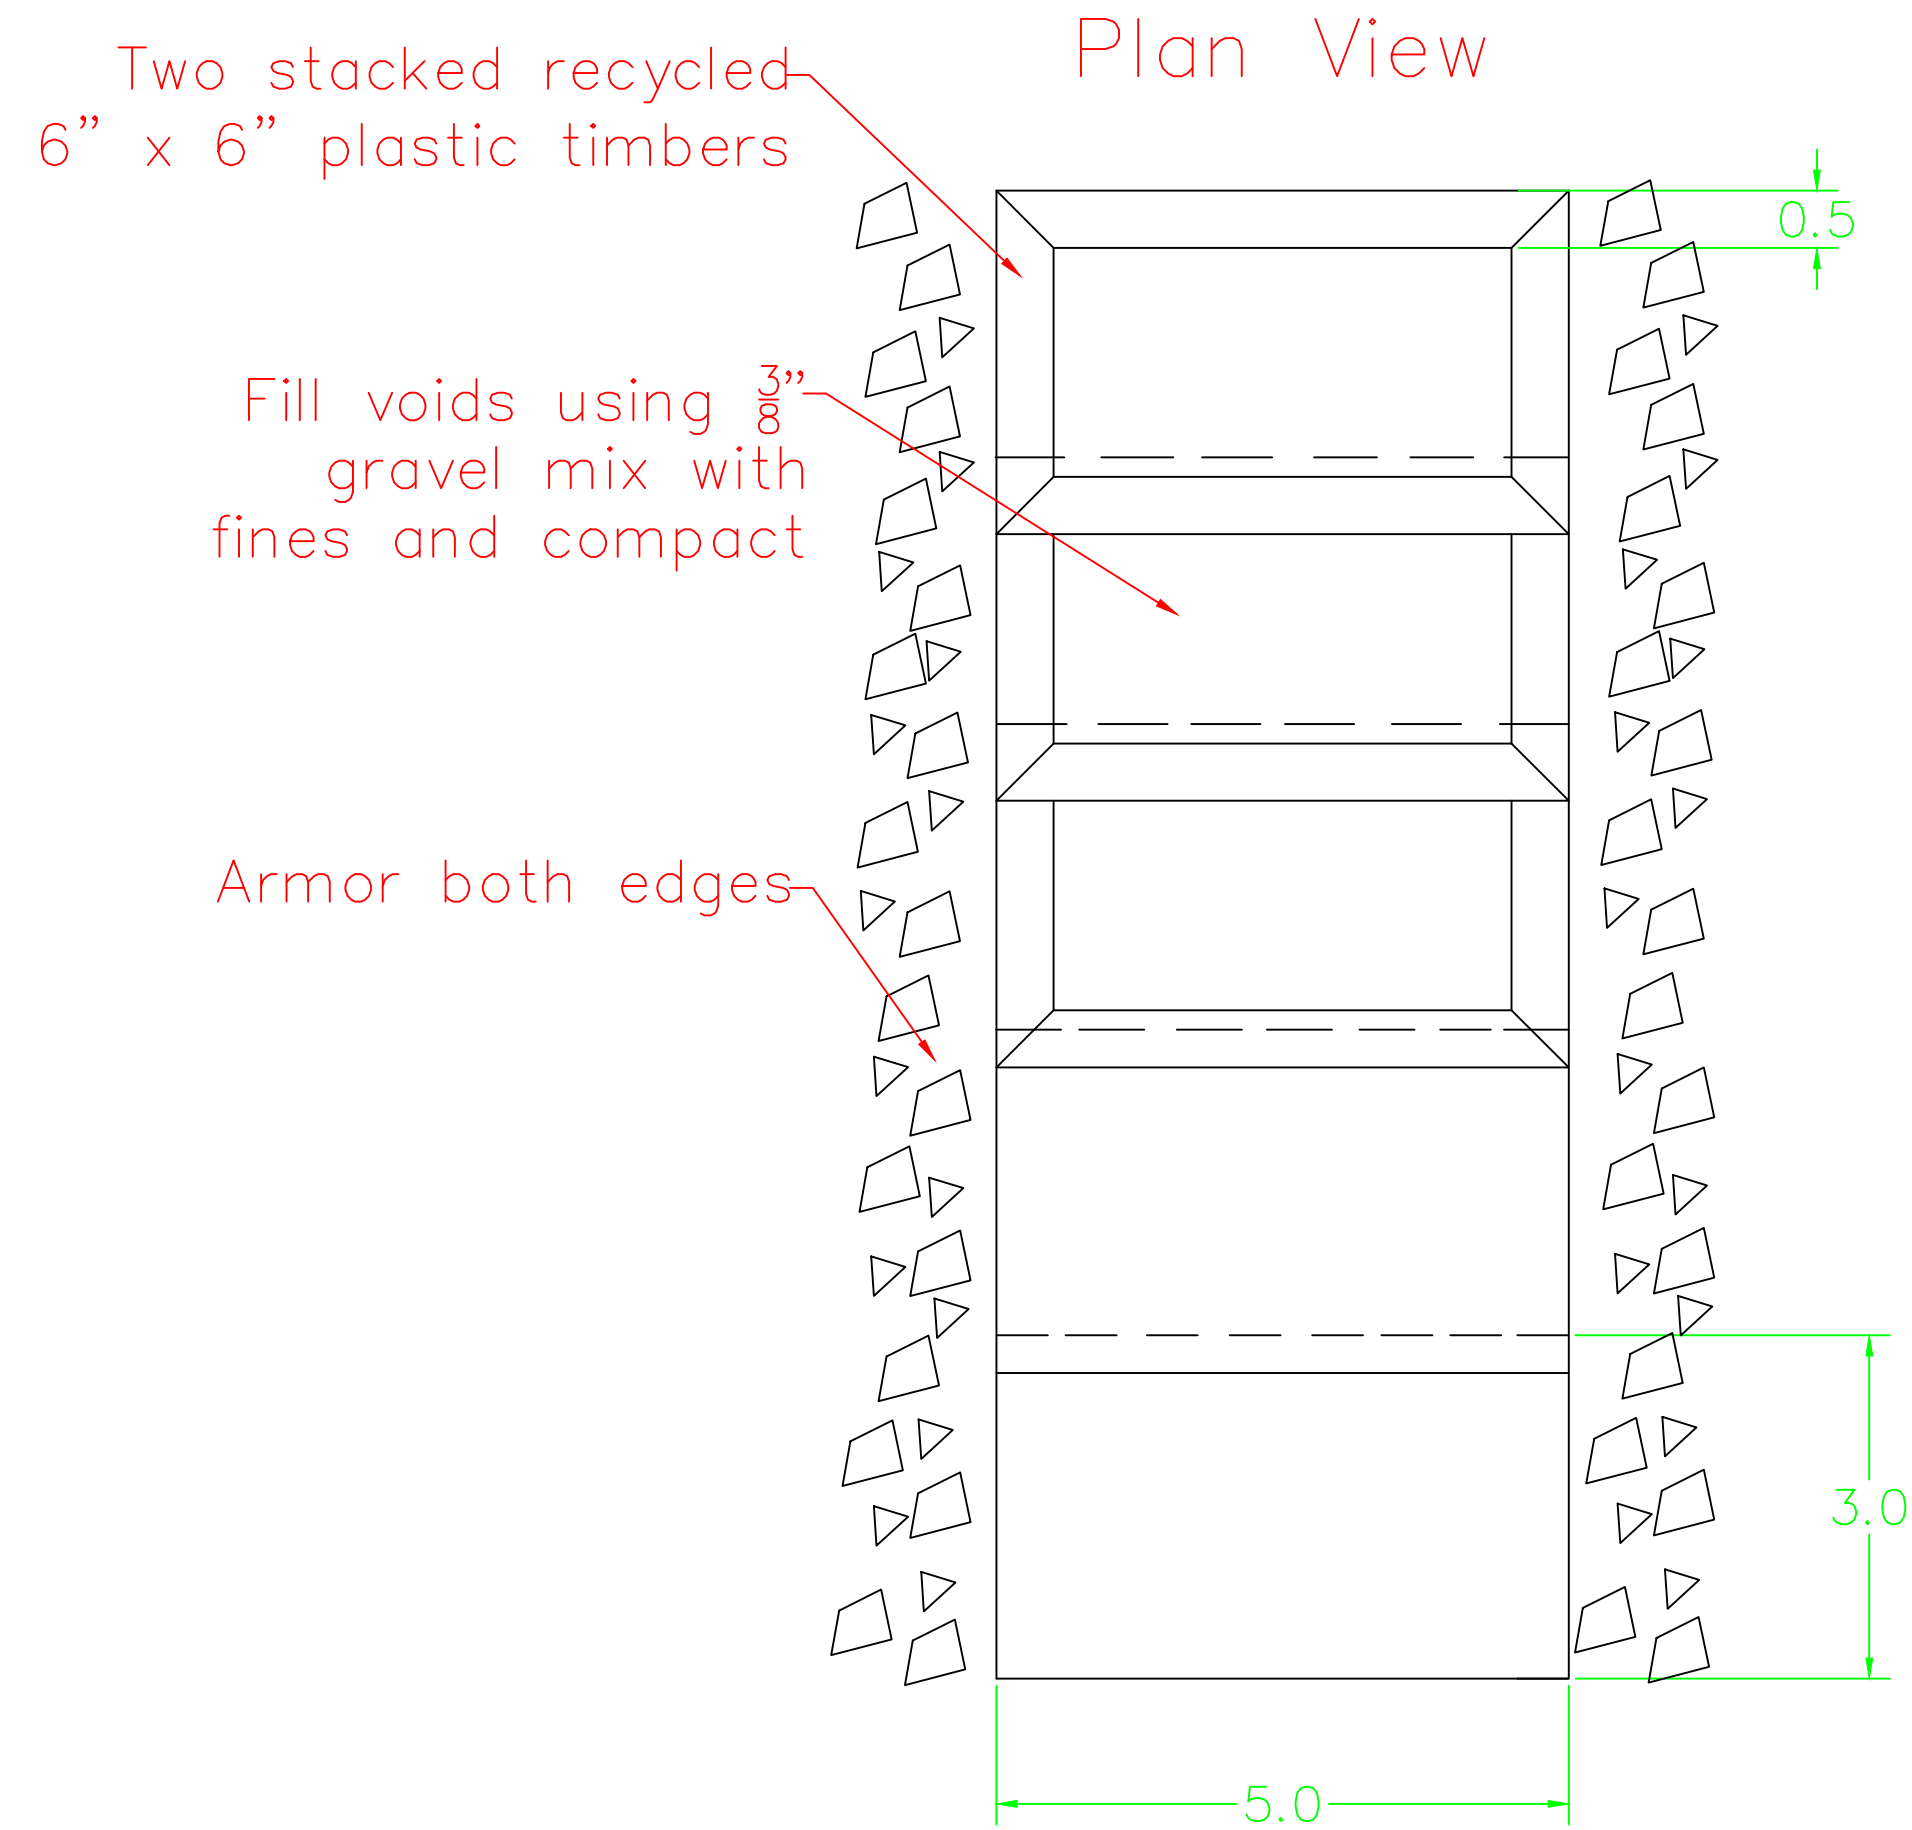 Plan View
Two stacked recycled
6” x 6” plastic timbers
0.5
Fill voids using 3/8”
gravel mix with
fines and compact
Armor both edges
3.0
5.0